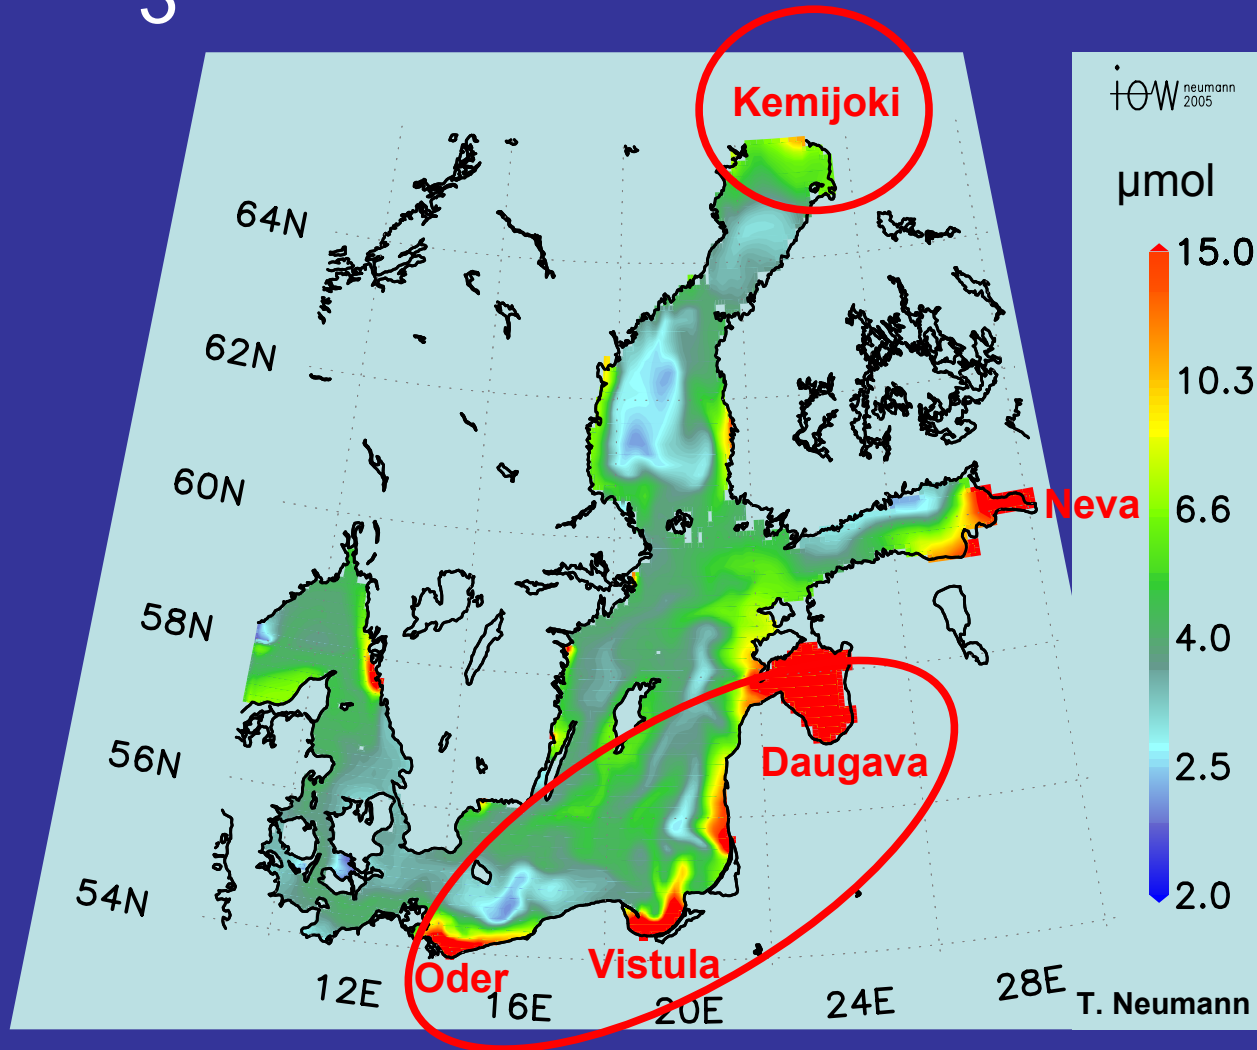 Kemijoki
iow neumann
2005
µmol
64N
15.0
62N
10.3
60N
Neva
6.6
58N
4.0
56N
Daugava
2.5
54N
2.0
Oder
Vistula
12E
16E
20E
24E
28E
T. Neumann